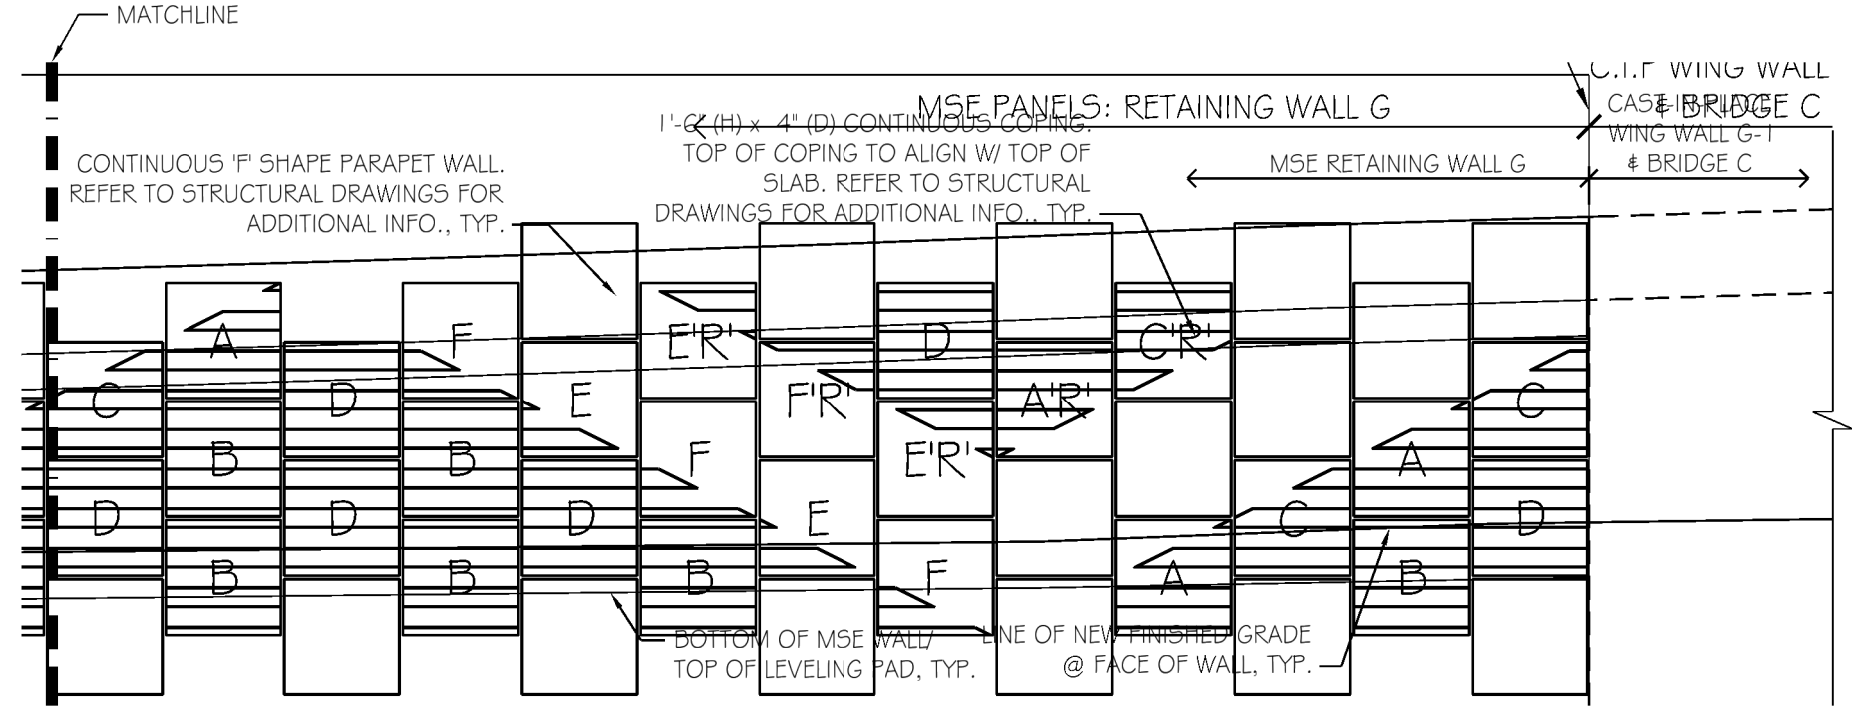 MATCHLINE
C.I.P WING WALL
& BRIDGE C
MSE PANELS: RETAINING WALL G
CAST-IN-PLACE
WING WALL G-1
& BRIDGE C
MSE RETAINING WALL G
1'-6" (H) x 4" (D) CONTINUOUS COPING.
TOP OF COPING TO ALIGN W/ TOP OF
SLAB. REFER TO STRUCTURAL
DRAWINGS FOR ADDITIONAL INFO., TYP.
CONTINUOUS 'F' SHAPE PARAPET WALL.
REFER TO STRUCTURAL DRAWINGS FOR
ADDITIONAL INFO., TYP.
A F E'R' D C'R'
C D E F'R' A'R' C
B B F E'R' A
D D D E C D
B B B F A B
BOTTOM OF MSE WALL/
TOP OF LEVELING PAD, TYP.
LINE OF NEW FINISHED GRADE
@ FACE OF WALL, TYP.